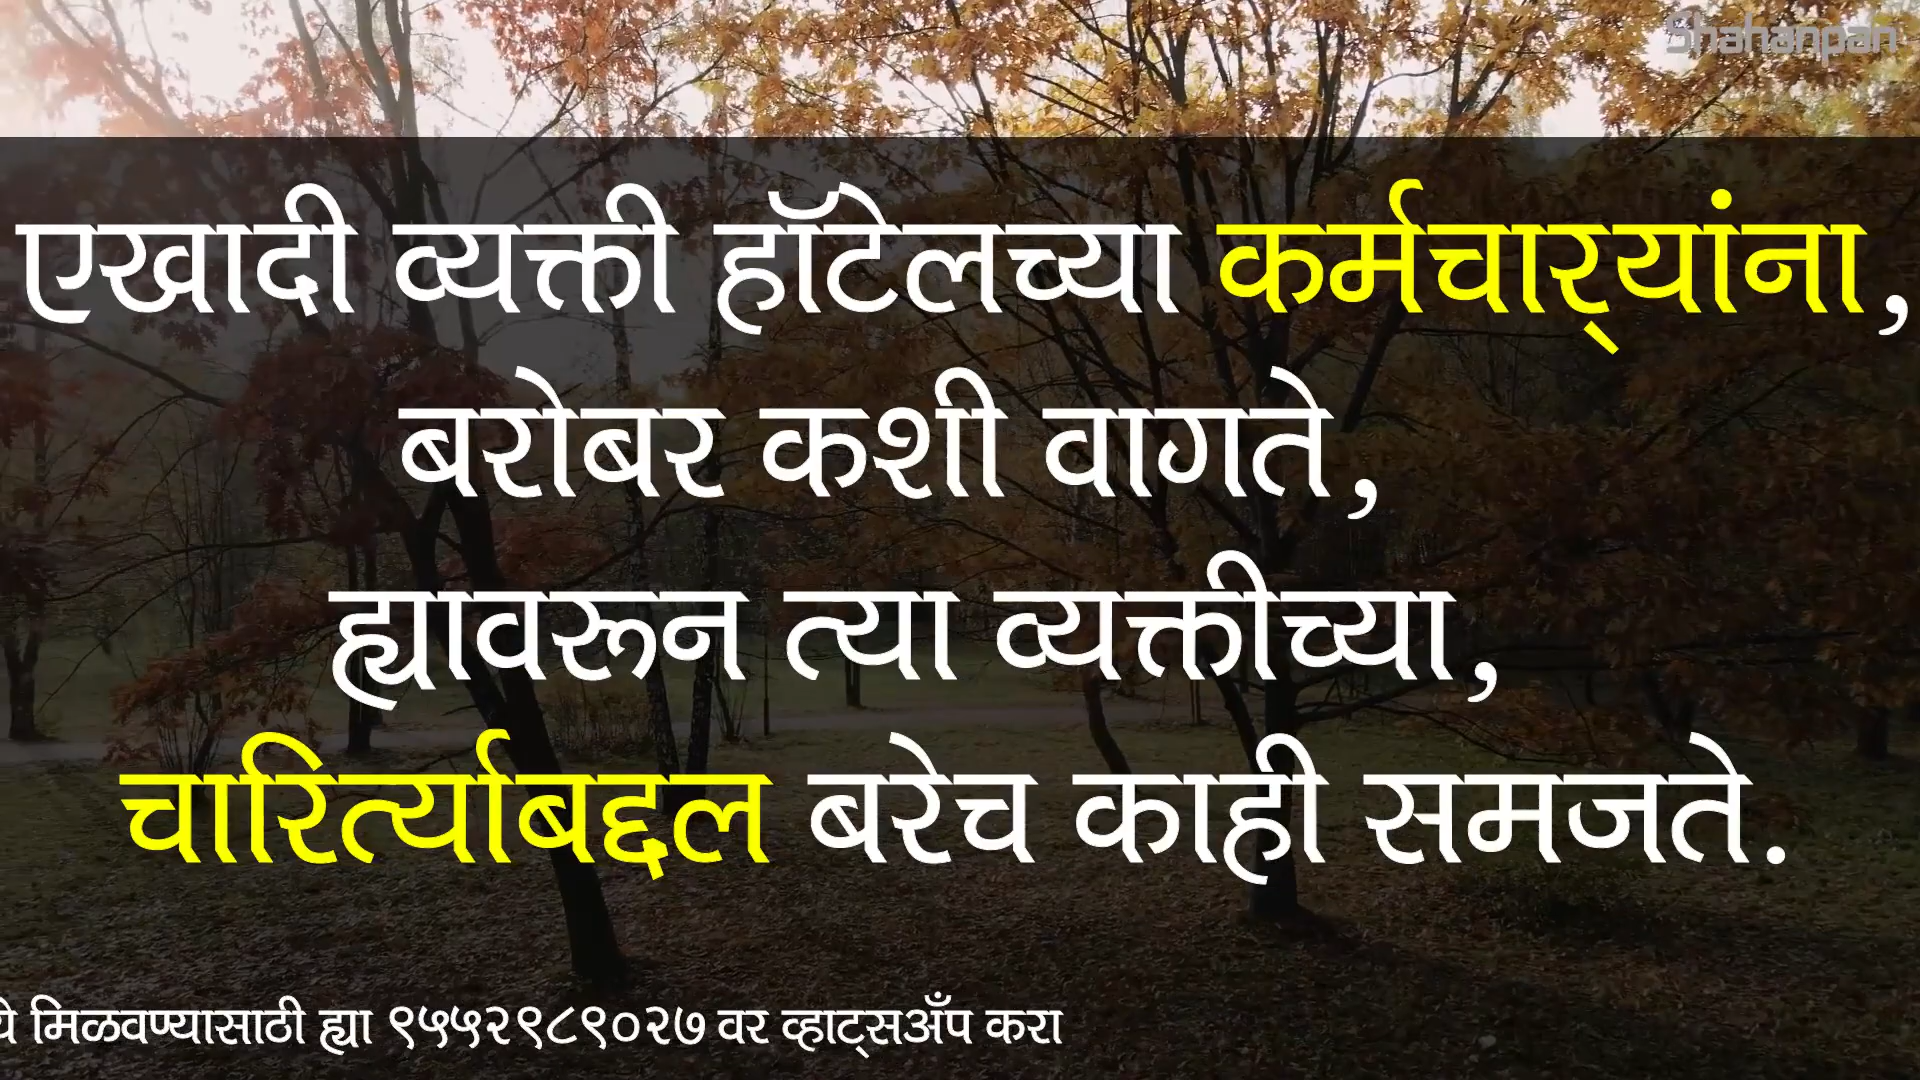 Shahanpan
एखादी व्यक्ती हॉटेलच्या कर्मचार्‍यांना,
बरोबर कशी वागते,
ह्यावरून त्या व्यक्तीच्या,
चारित्र्याबद्दल बरेच काही समजते.
मिळवण्यासाठी ह्या ९५५२९८९०२७ वर व्हाट्सअँप करा